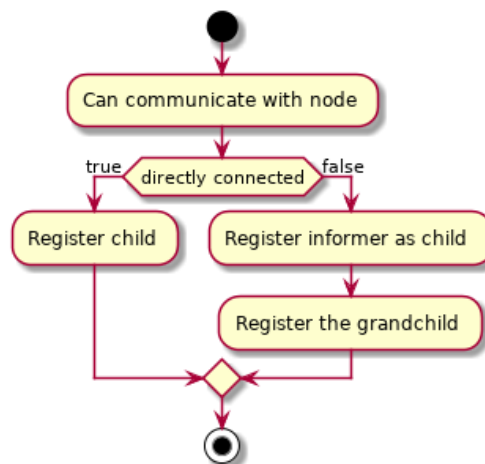 Can communicate with node
true
directly connected
false
Register child
Register informer as child
Register the grandchild